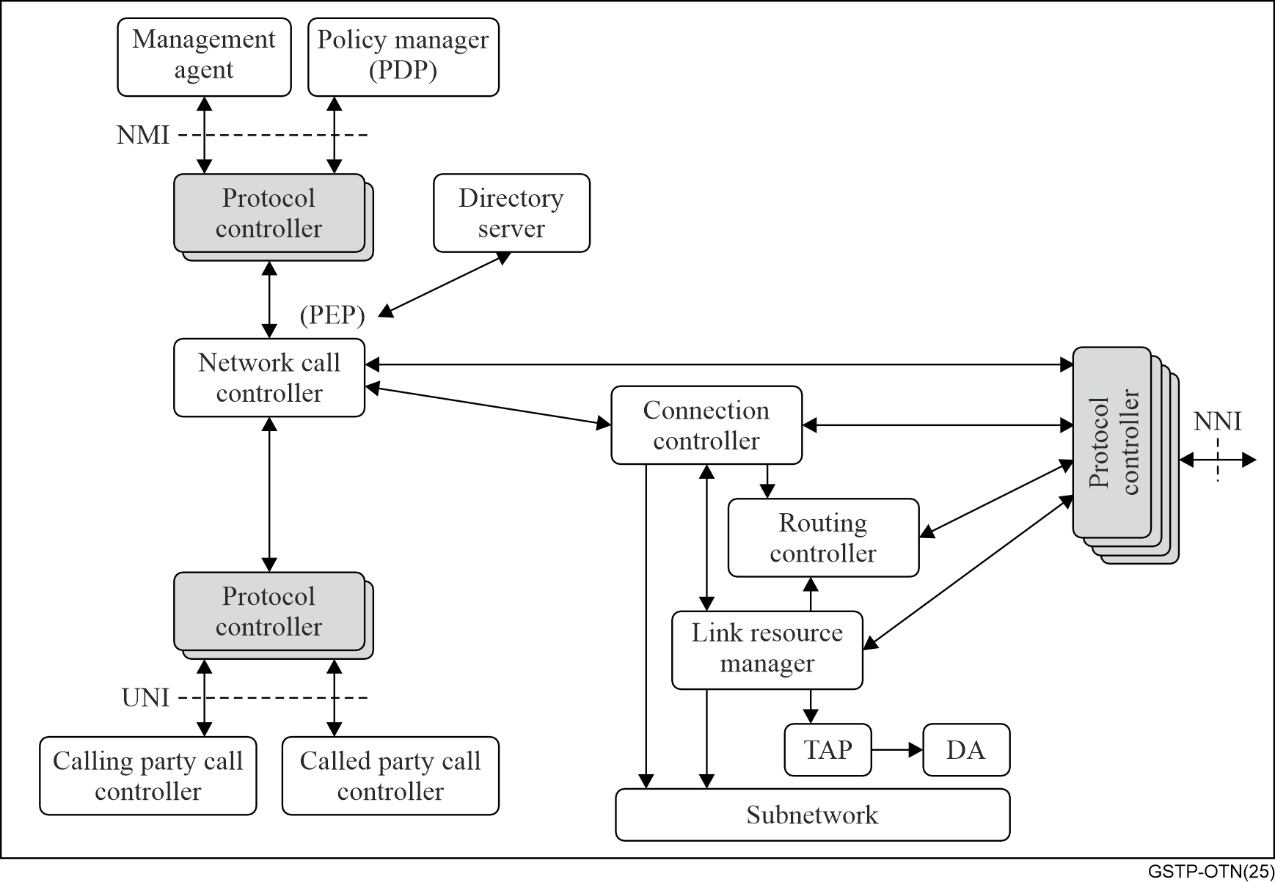 Management
agent
Policy manager
(PDP)
NMI
Protocol
controller
Directory
server
(PEP)
Network call
controller
Connection
controller
Protocol
controller
NNI
Routing
controller
Protocol
controller
Link resource
manager
UNI
Calling party call
controller
Called party call
controller
TAP
DA
Subnetwork
GSTP-OTN(25)